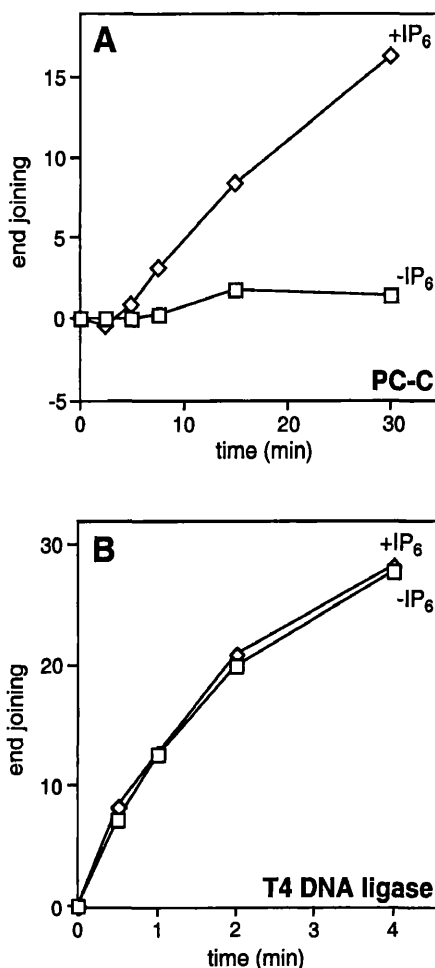 A
+IP6
15
10
end joining
5
-IP6
0
PC-C
-5
0
10
20
30
time (min)
B
+IP6
30
-IP6
20
end joining
10
T4 DNA ligase
0
0
1
2
3
4
time (min)